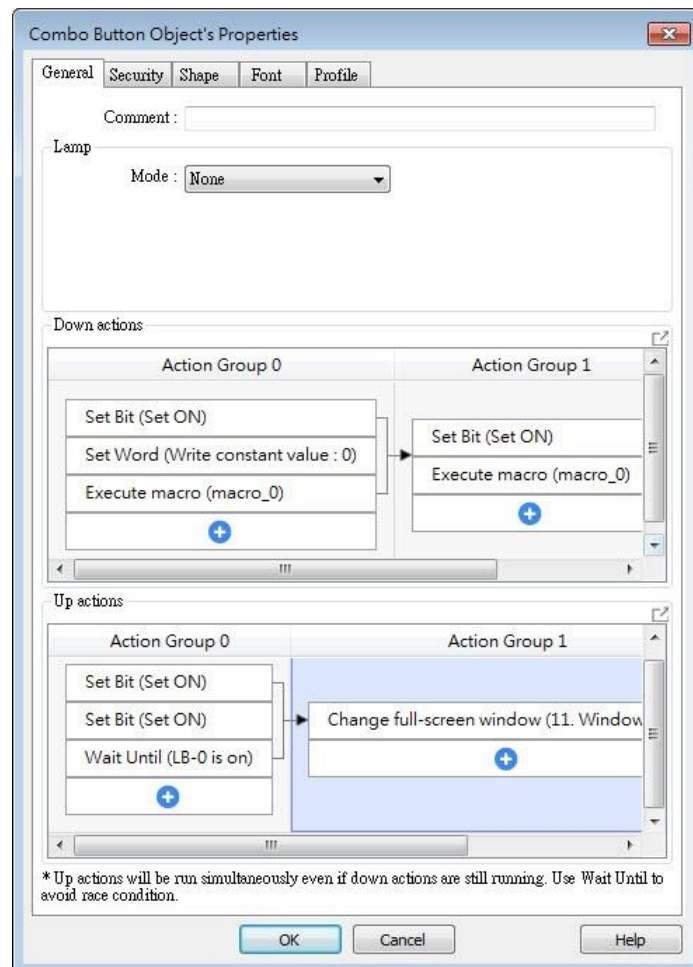 Combo Button Object's Properties
General Security Shape Font Profile
Comment :
Lamp
Mode : None
Down actions
Action Group 0 Action Group 1
Set Bit (Set ON)
Set Word (Write constant value : 0)
Execute macro (macro_0)
Set Bit (Set ON)
Execute macro (macro_0)
Up actions
Action Group 0 Action Group 1
Set Bit (Set ON)
Set Bit (Set ON)
Wait Until (LB-0 is on)
Change full-screen window (11. Window
* Up actions will be run simultaneously even if down actions are still running. Use Wait Until to
avoid race condition.
OK Cancel Help